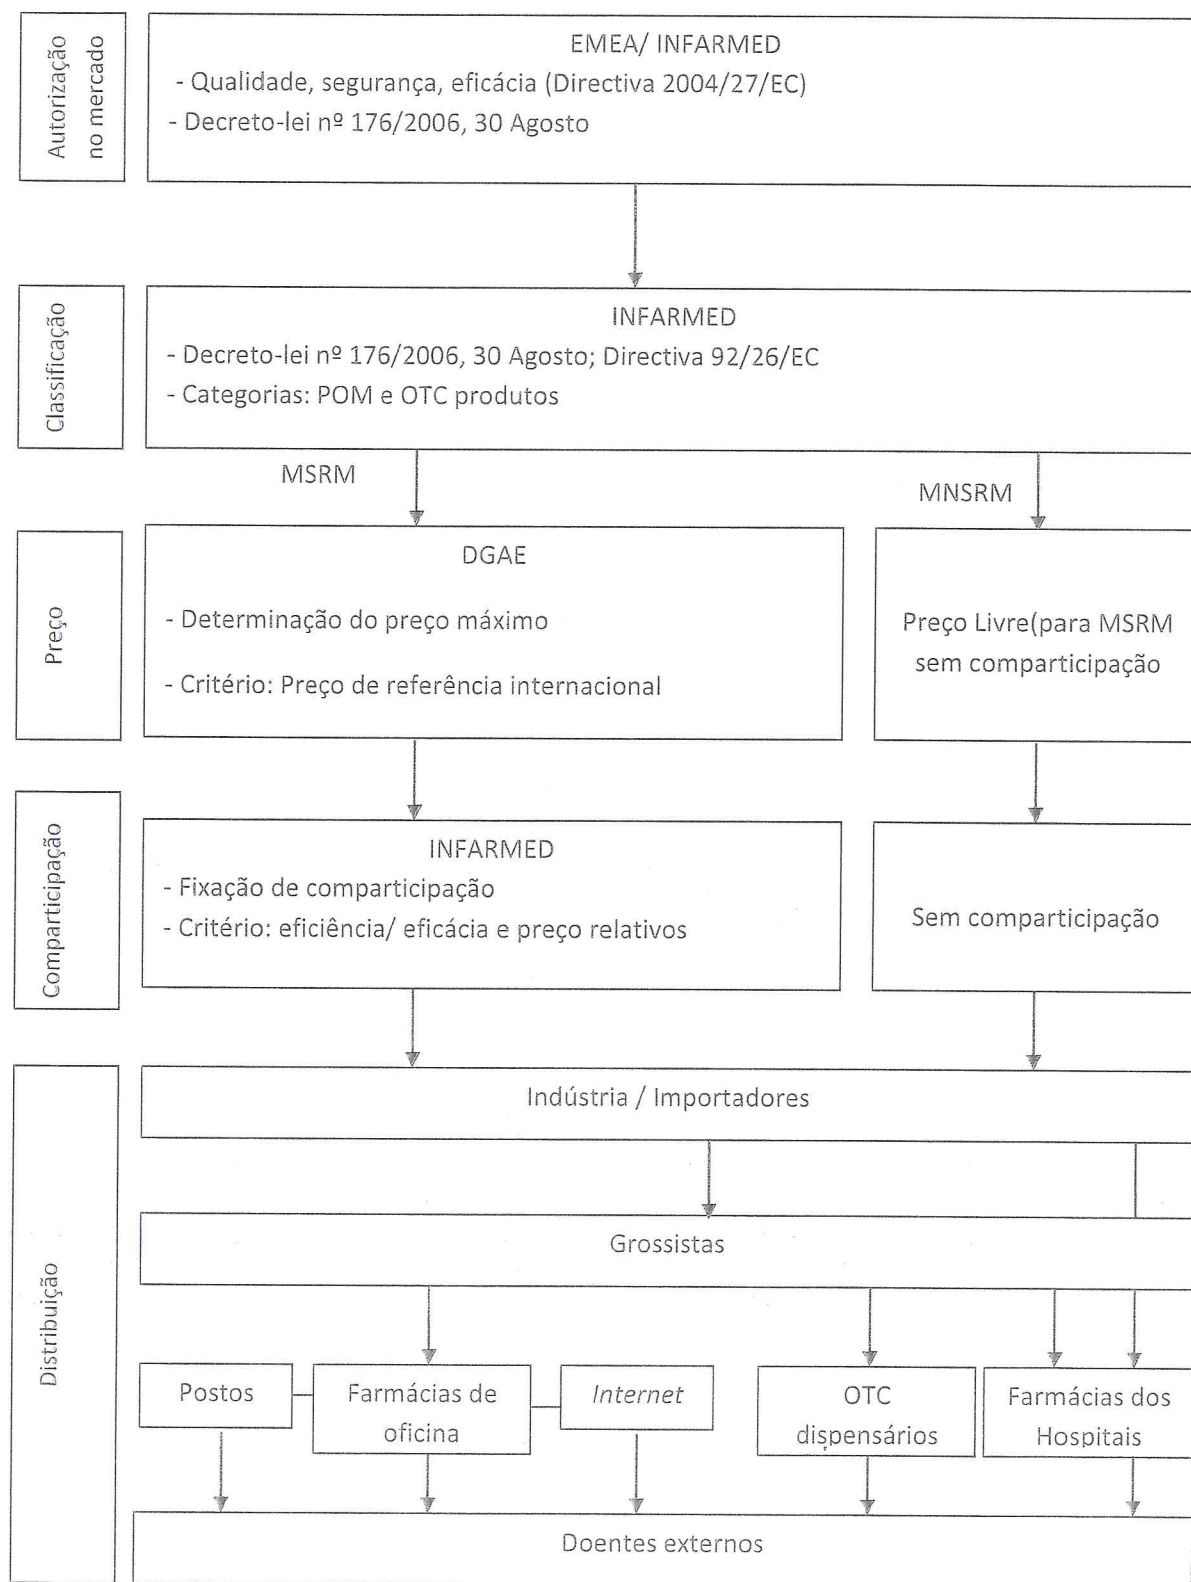 Autorização
no mercado
EMEA/ INFARMED
- Qualidade, segurança, eficácia (Directiva 2004/27/EC)
- Decreto-lei nº 176/2006, 30 Agosto
Classificação
INFARMED
- Decreto-lei nº 176/2006, 30 Agosto; Directiva 92/26/EC
- Categorias: POM e OTC produtos
MSRM
MNSRM
Preço
DGAE
- Determinação do preço máximo
- Critério: Preço de referência internacional
Preço Livre(para MSRM
sem comparticipação
Comparticipação
INFARMED
- Fixação de comparticipação
- Critério: eficiência/ eficácia e preço relativos
Sem comparticipação
Distribuição
Indústria / Importadores
Grossistas
Postos
Farmácias de
oficina
Internet
OTC
dispensários
Farmácias dos
Hospitais
Doentes externos